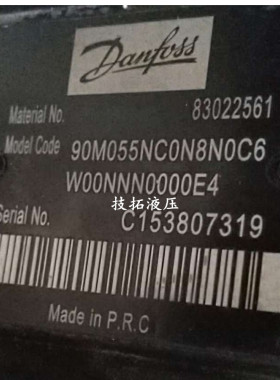 Danfoss
Material No. 83022561
Model Code 90M055NC0N8N0C6
W00NNN0000E4
技拓液压
Serial No. C153807319
Made in P.R.C